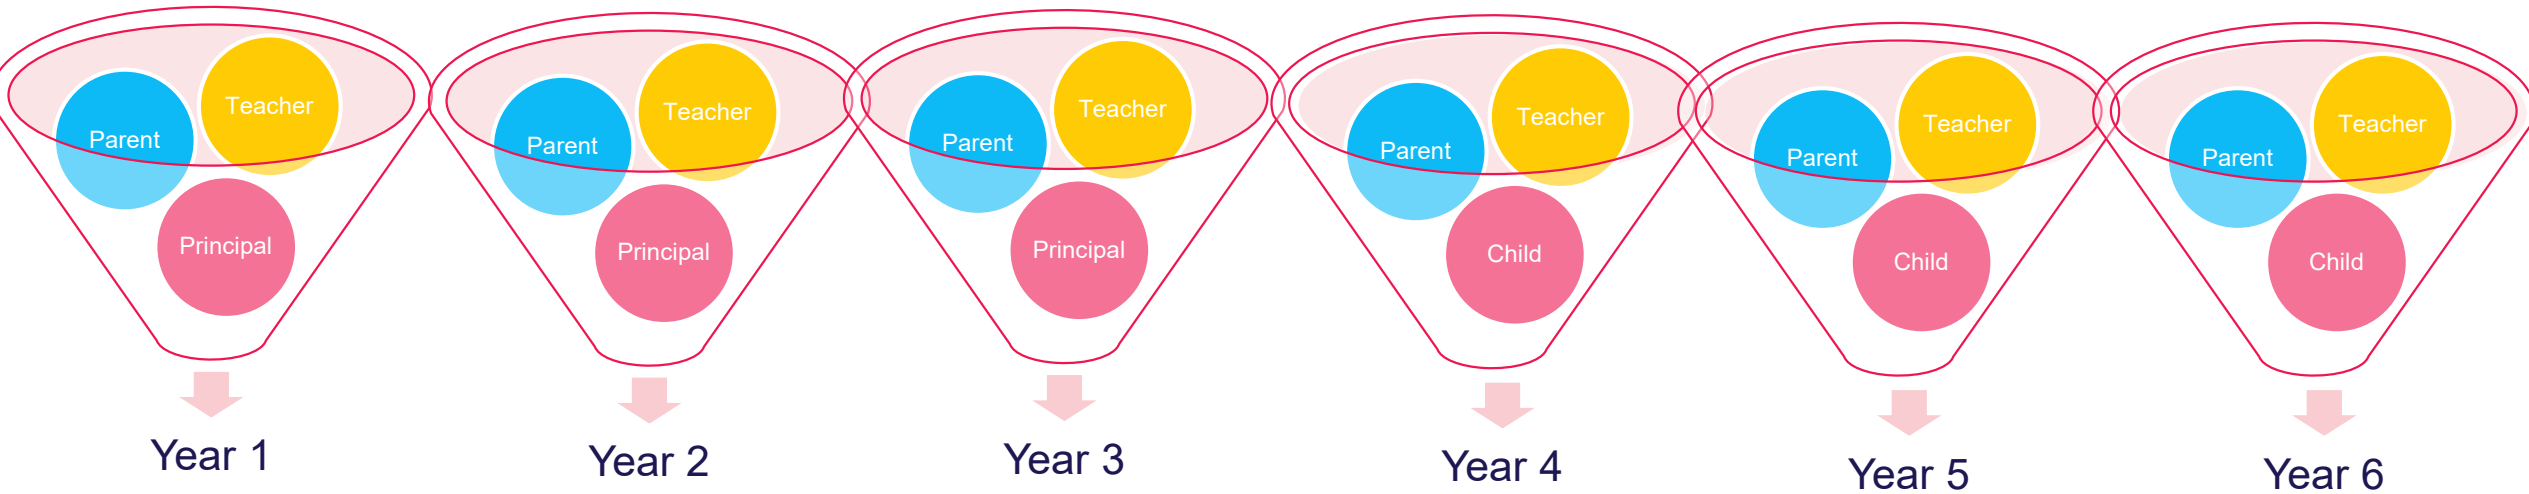 Parent
Teacher
Principal
Year 1
Parent
Teacher
Principal
Year 2
Parent
Teacher
Principal
Year 3
Parent
Teacher
Child
Year 4
Parent
Teacher
Child
Year 5
Parent
Teacher
Child
Year 6